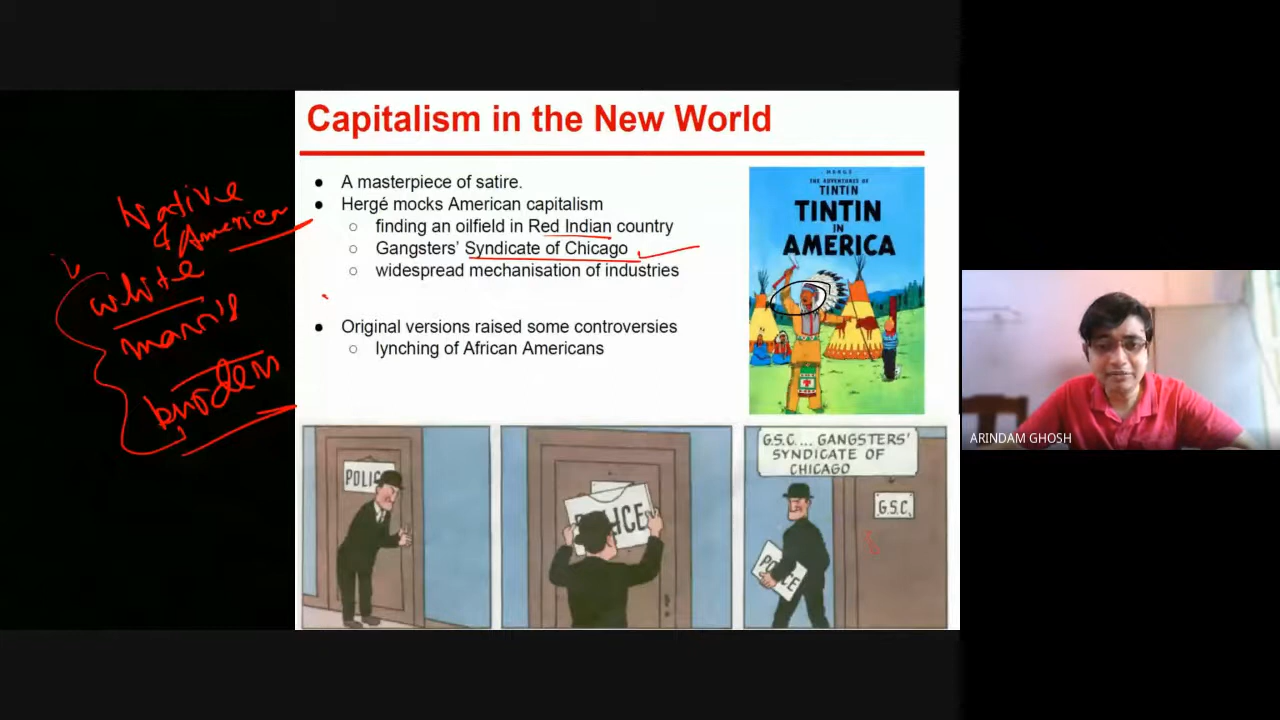 Capitalism in the New World
● A masterpiece of satire.
● Hergé mocks American capitalism
○ finding an oilfield in Red Indian country
○ Gangsters' Syndicate of Chicago
○ widespread mechanisation of industries
● Original versions raised some controversies
○ lynching of African Americans
Native
& American
white
man's
burden
HERGÉ
THE ADVENTURES OF
TINTIN
TINTIN
IN
AMERICA
POLIC
POLICE
G.S.C.... GANGSTERS'
SYNDICATE OF
CHICAGO
G.S.C.
POLICE
ARINDAM GHOSH